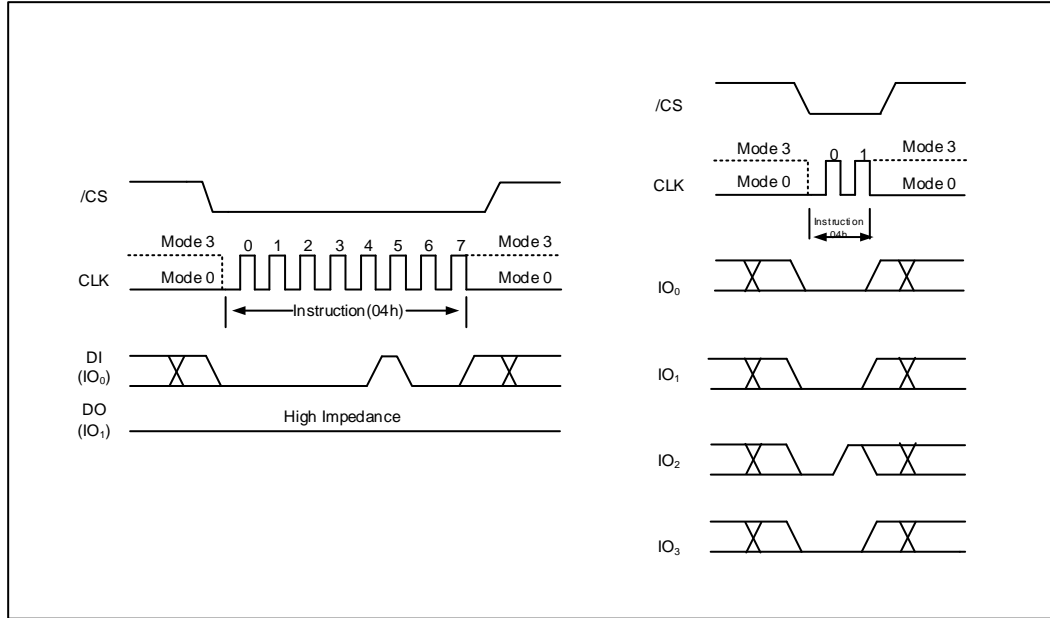 /CS
Mode 3 0 1 2 3 4 5 6 7 Mode 3
CLK
Mode 0 Mode 0
Instruction(04h)
DI
(IO₀)
DO
(IO₁)
High Impedance
/CS
Mode 3 0 1 Mode 3
CLK
Mode 0 Mode 0
Instruction
04h
IO₀
IO₁
IO₂
IO₃